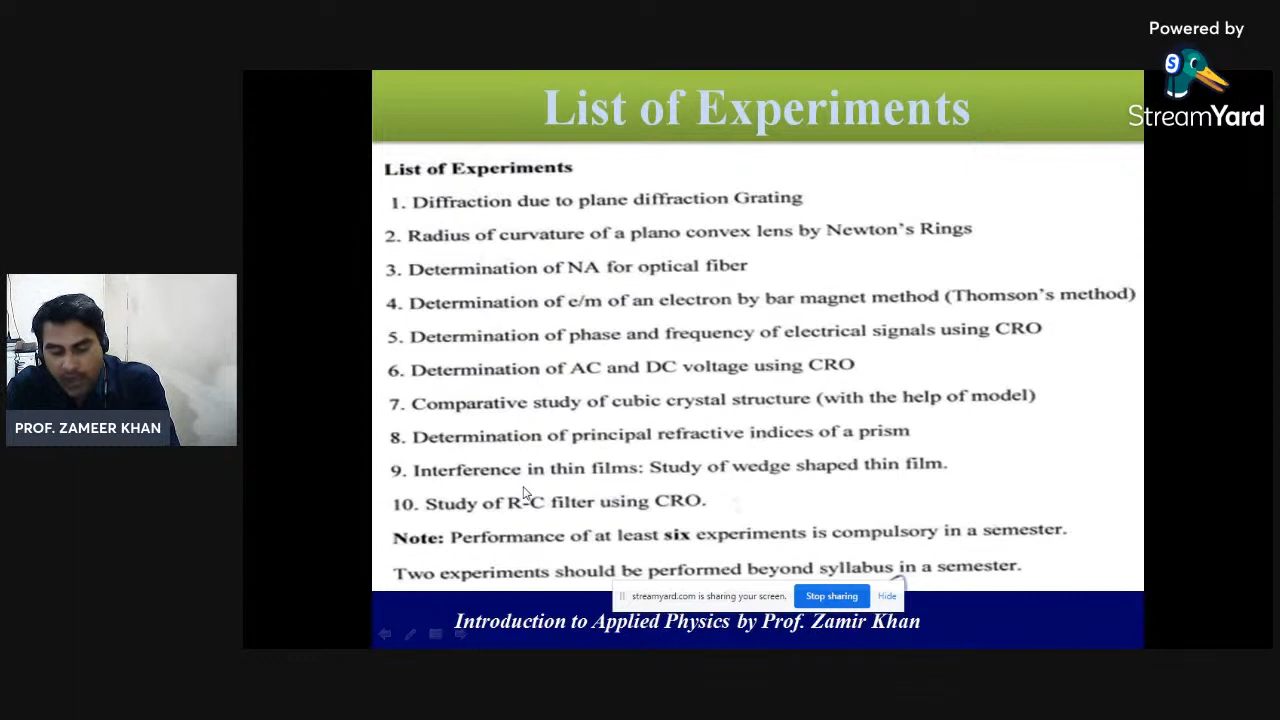 Powered by
StreamYard
List of Experiments
List of Experiments
1. Diffraction due to plane diffraction Grating
2. Radius of curvature of a plano convex lens by Newton's Rings
3. Determination of NA for optical fiber
4. Determination of e/m of an electron by bar magnet method (Thomson's method)
5. Determination of phase and frequency of electrical signals using CRO
6. Determination of AC and DC voltage using CRO
7. Comparative study of cubic crystal structure (with the help of model)
8. Determination of principal refractive indices of a prism
9. Interference in thin films: Study of wedge shaped thin film.
10. Study of R-C filter using CRO.
Note: Performance of at least six experiments is compulsory in a semester.
Two experiments should be performed beyond syllabus in a semester.
streamyard.com is sharing your screen. Stop sharing Hide
Introduction to Applied Physics by Prof. Zamir Khan
PROF. ZAMEER KHAN